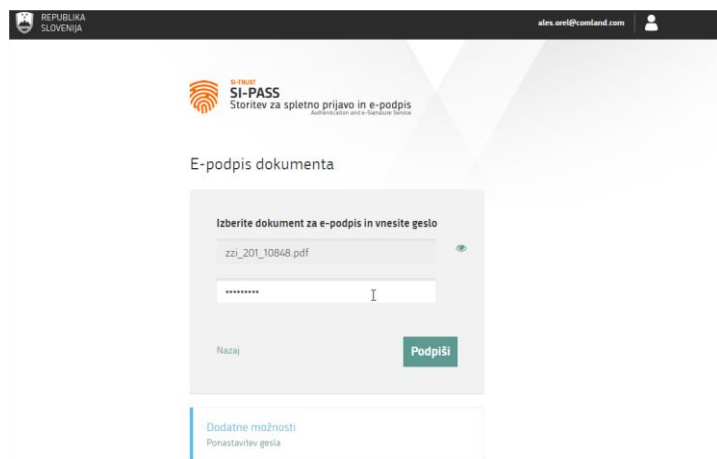 REPUBLIKA
SLOVENIJA
ales.orel@comland.com
SI-TRUST
SI-PASS
Storitev za spletno prijavo in e-podpis
Authentication and e-Signature Service
E-podpis dokumenta
Izberite dokument za e-podpis in vnesite geslo
zzi_201_10848.pdf
•••••••••
Nazaj
Podpiši
Dodatne možnosti
Ponastavitev gesla